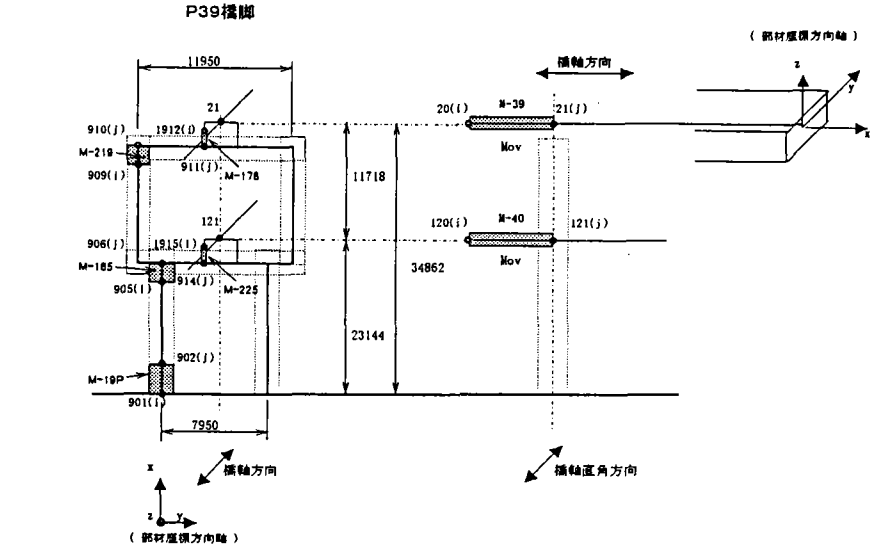 P39橋脚
(部材座標方向軸)
11950
橋軸方向
z
y
x
21
20(i)
M-39
21(j)
910(j)
1912(i)
M-219
911(j)
M-178
Mov
909(i)
11718
121
120(i)
M-40
121(j)
906(j)
1915(i)
M-185
914(j)
M-225
Mov
905(i)
34862
23144
902(j)
M-19P
901(i)
7950
橋軸方向
橋軸直角方向
x
z
y
(部材座標方向軸)